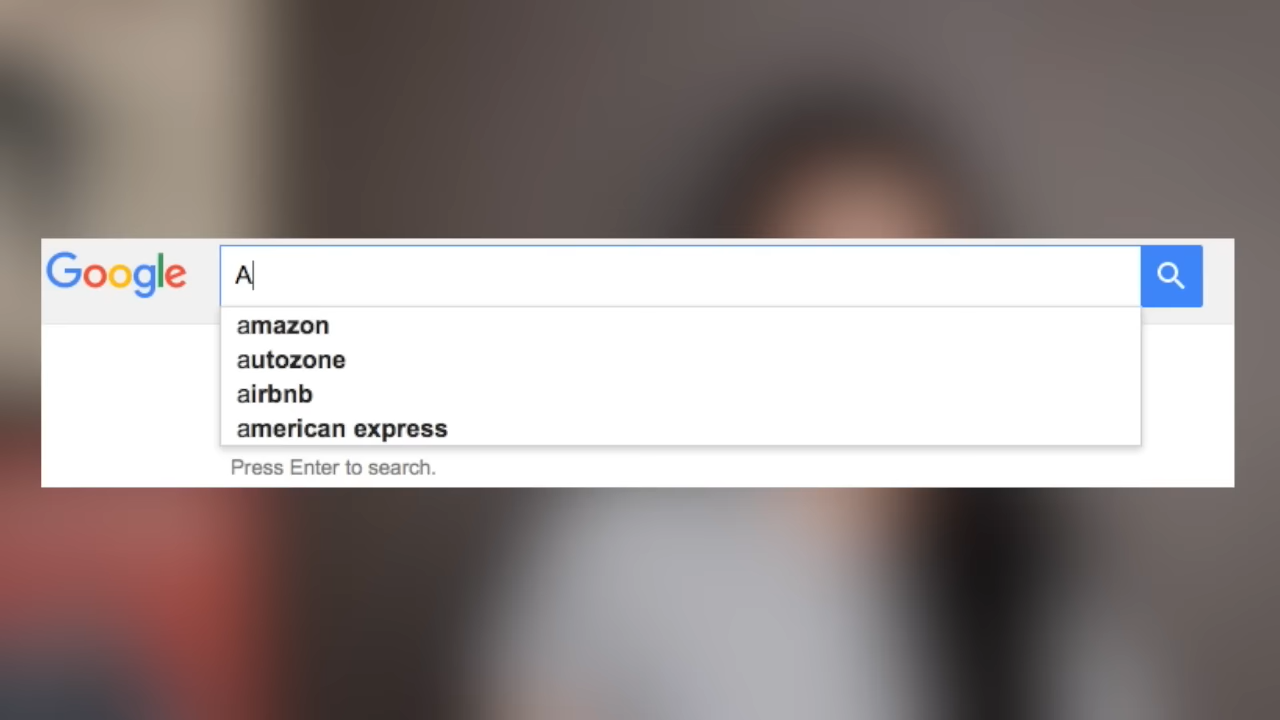 Google
A
amazon
autozone
airbnb
american express
Press Enter to search.